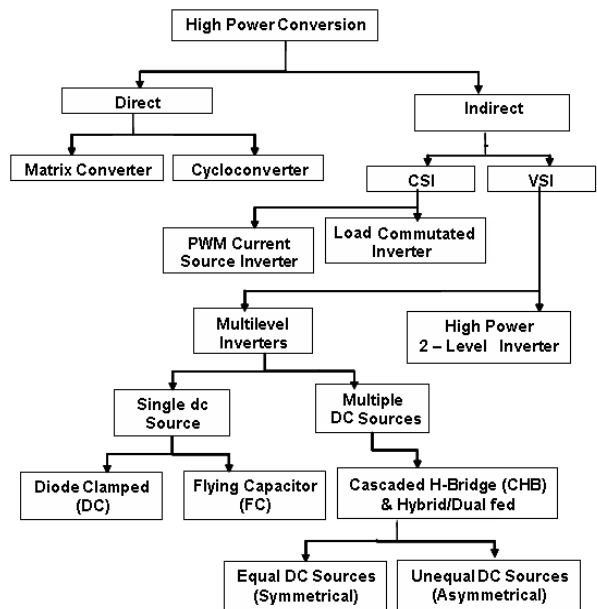 High Power Conversion
Direct
Indirect
Matrix Converter
Cycloconverter
CSI
VSI
PWM Current
Source Inverter
Load Commutated
Inverter
Multilevel
Inverters
High Power
2 – Level Inverter
Single dc
Source
Multiple
DC Sources
Diode Clamped
(DC)
Flying Capacitor
(FC)
Cascaded H-Bridge (CHB)
& Hybrid/Dual fed
Equal DC Sources
(Symmetrical)
Unequal DC Sources
(Asymmetrical)